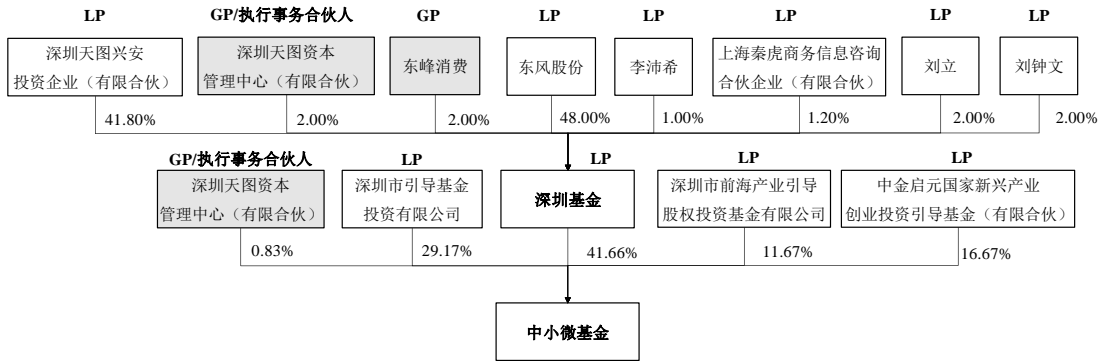 LP GP/执行事务合伙人 GP LP LP LP LP LP
深圳天图兴安
投资企业（有限合伙）
深圳天图资本
管理中心（有限合伙）
东峰消费
东风股份
李沛希
上海秦虎商务信息咨询
合伙企业（有限合伙）
刘立
刘钟文
41.80% 2.00% 2.00% 48.00% 1.00% 1.20% 2.00% 2.00%
GP/执行事务合伙人 LP LP LP LP
深圳天图资本
管理中心（有限合伙）
深圳市引导基金
投资有限公司
深圳基金
深圳市前海产业引导
股权投资基金有限公司
中金启元国家新兴产业
创业投资引导基金（有限合伙）
0.83% 29.17% 41.66% 11.67% 16.67%
中小微基金